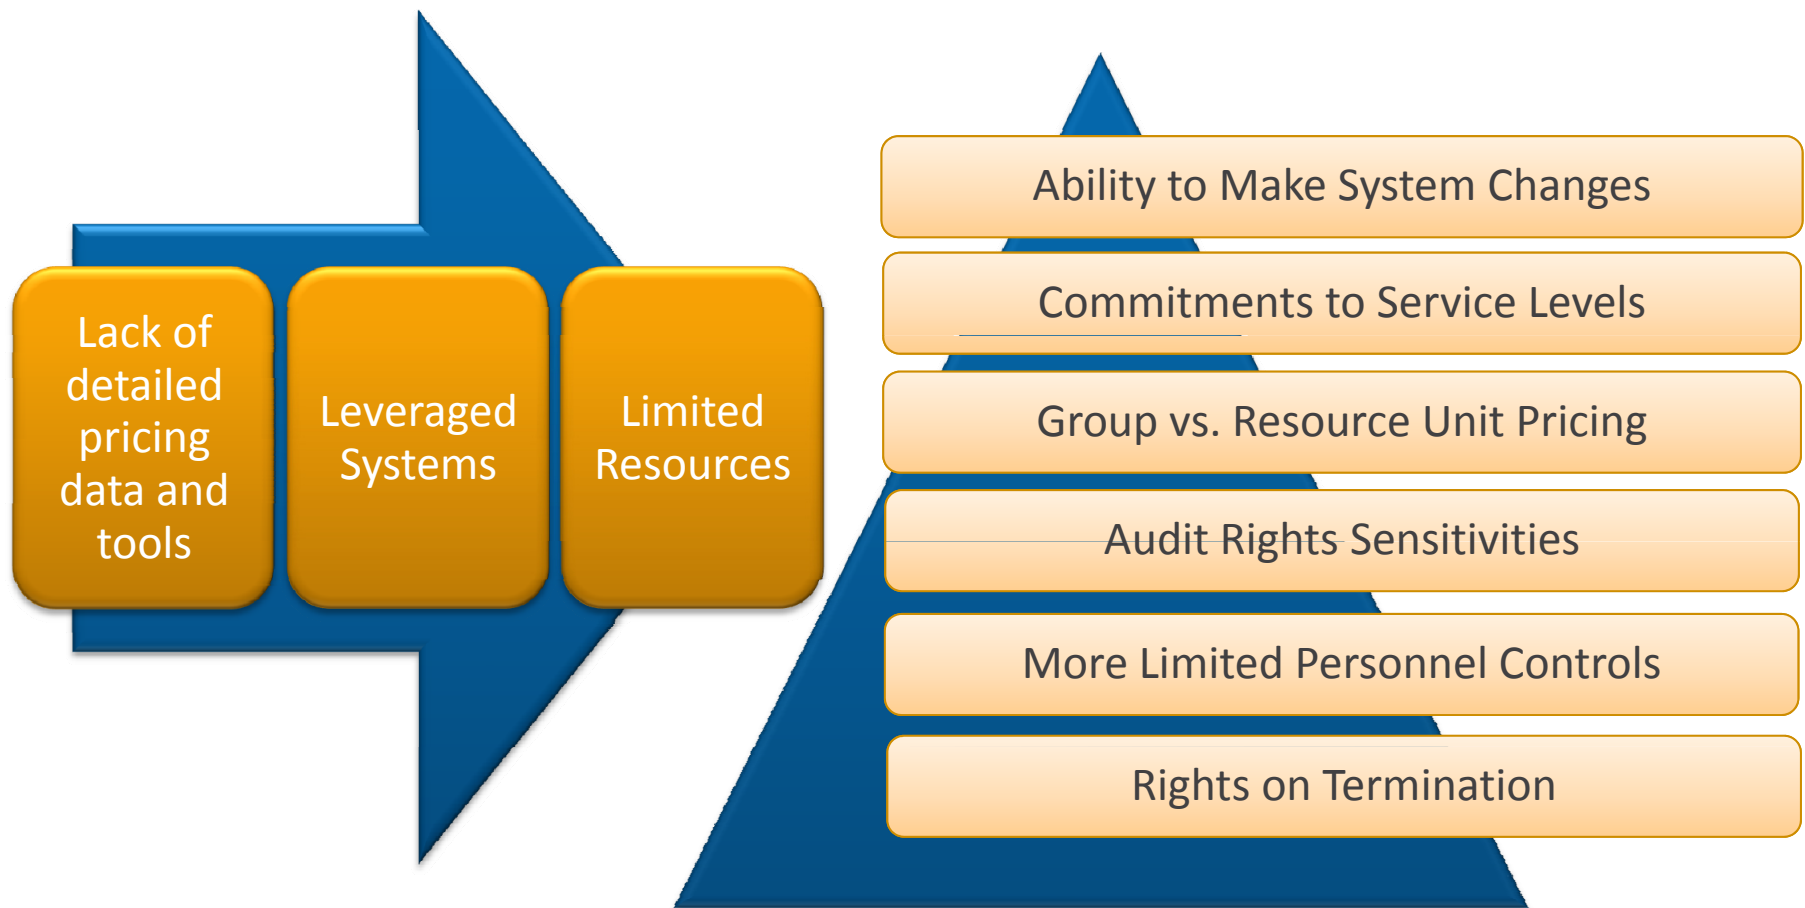 Lack of
detailed
pricing
data and
tools
Leveraged
Systems
Limited
Resources
Ability to Make System Changes
Commitments to Service Levels
Group vs. Resource Unit Pricing
Audit Rights Sensitivities
More Limited Personnel Controls
Rights on Termination